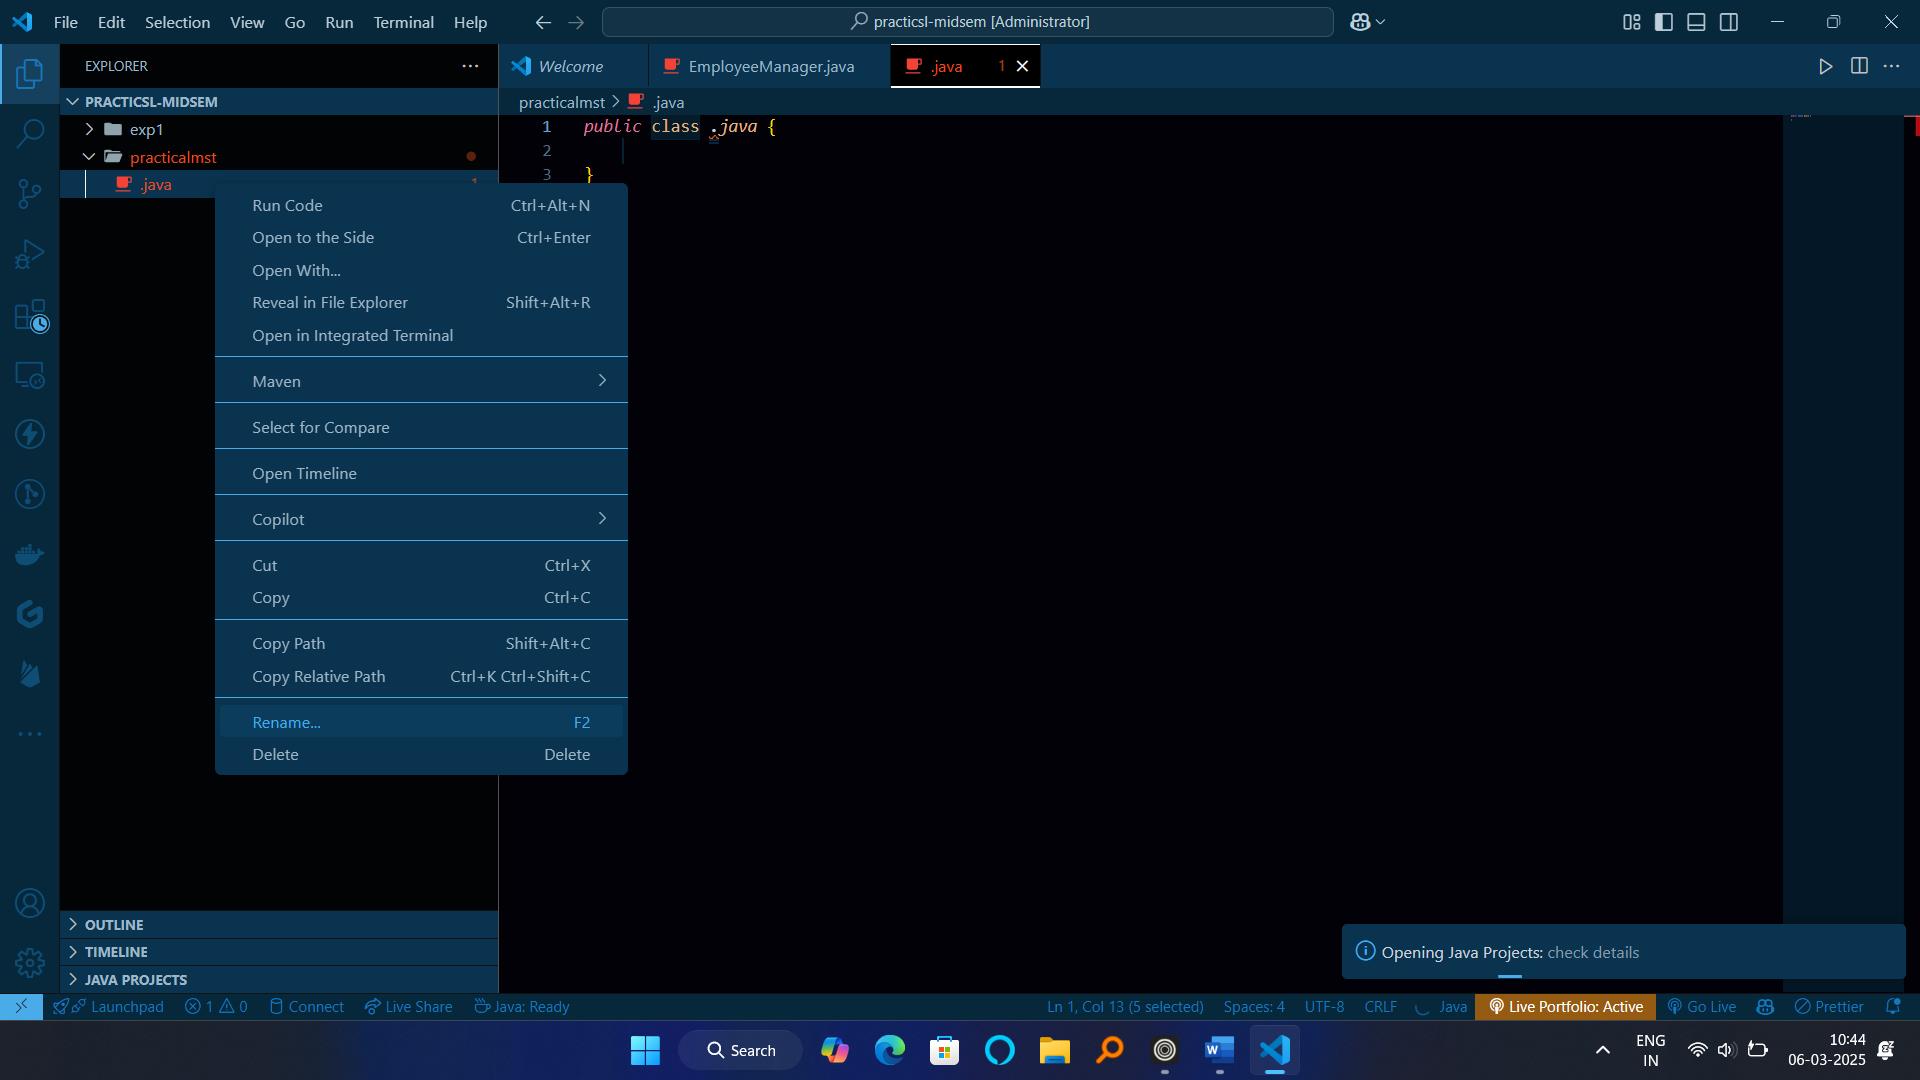 File Edit Selection View Go Run Terminal Help
practicsl-midsem [Administrator]
EXPLORER
PRACTICSL-MIDSEM
exp1
practicalmst
.java 1
Welcome
EmployeeManager.java
.java 1
practicalmst > .java
1 public class .java {
2
3 }
Run Code Ctrl+Alt+N
Open to the Side Ctrl+Enter
Open With...
Reveal in File Explorer Shift+Alt+R
Open in Integrated Terminal
Maven
Select for Compare
Open Timeline
Copilot
Cut Ctrl+X
Copy Ctrl+C
Copy Path Shift+Alt+C
Copy Relative Path Ctrl+K Ctrl+Shift+C
Rename... F2
Delete Delete
OUTLINE
TIMELINE
JAVA PROJECTS
Opening Java Projects: check details
Launchpad 1 0 Connect Live Share Java: Ready
Ln 1, Col 13 (5 selected) Spaces: 4 UTF-8 CRLF Java Live Portfolio: Active Go Live Prettier
Search
ENG
IN
10:44
06-03-2025